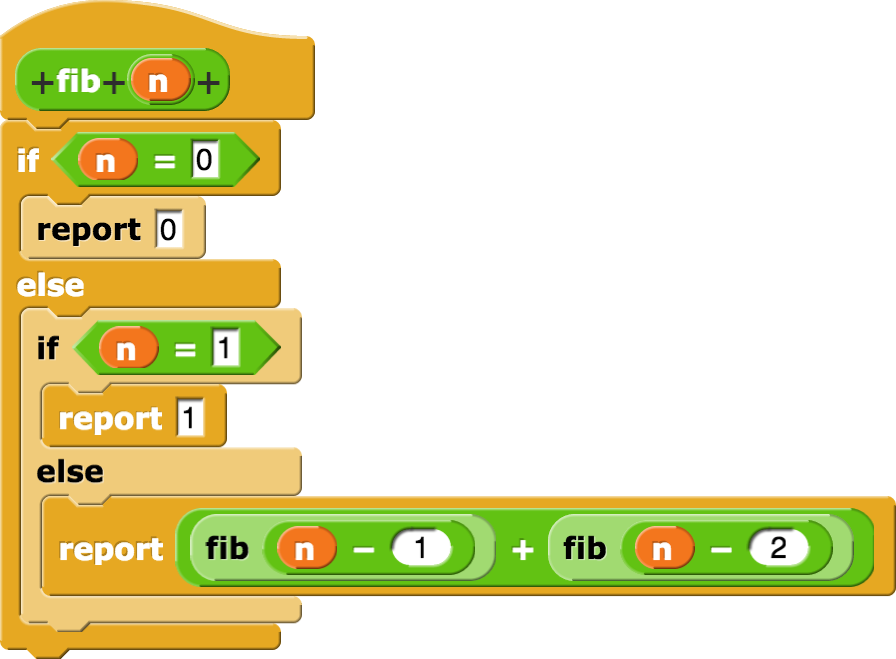 +fib+ n +
if n = 0
report 0
else
if n = 1
report 1
else
report fib n − 1 + fib n − 2